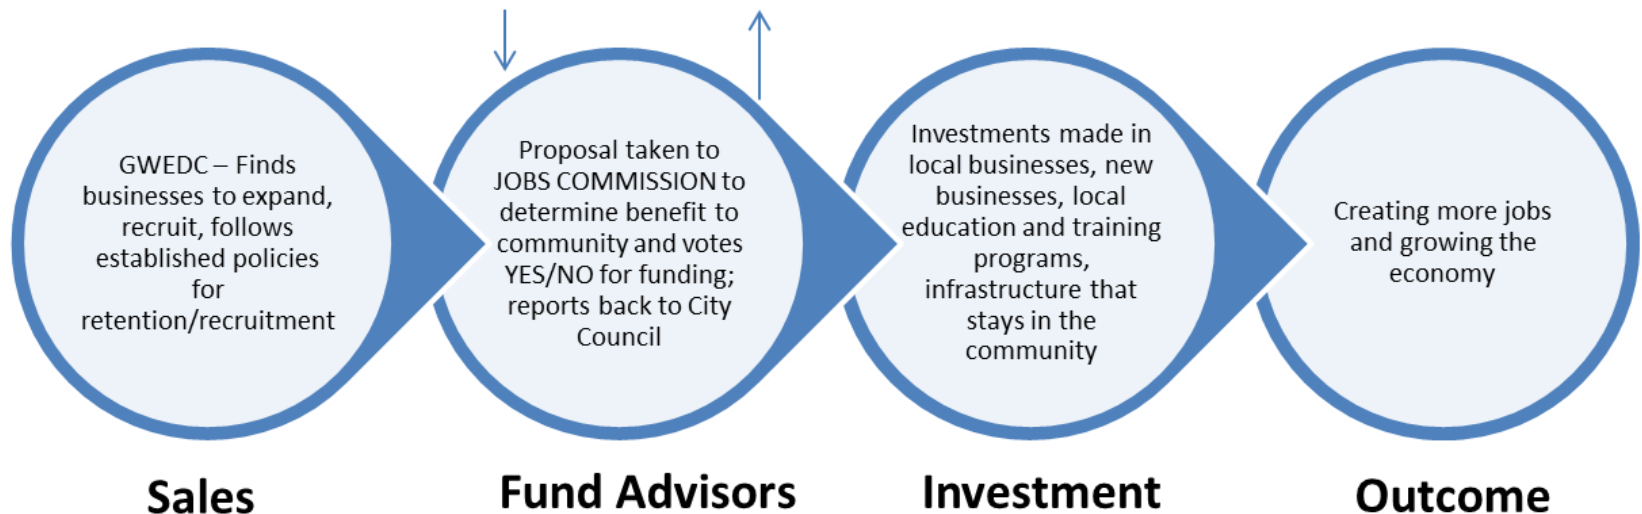 GWEDC – Finds
businesses to expand,
recruit, follows
established policies
for
retention/recruitment
Proposal taken to
JOBS COMMISSION to
determine benefit to
community and votes
YES/NO for funding;
reports back to City
Council
Investments made in
local businesses, new
businesses, local
education and training
programs,
infrastructure that
stays in the
community
Creating more jobs
and growing the
economy
Sales
Fund Advisors
Investment
Outcome